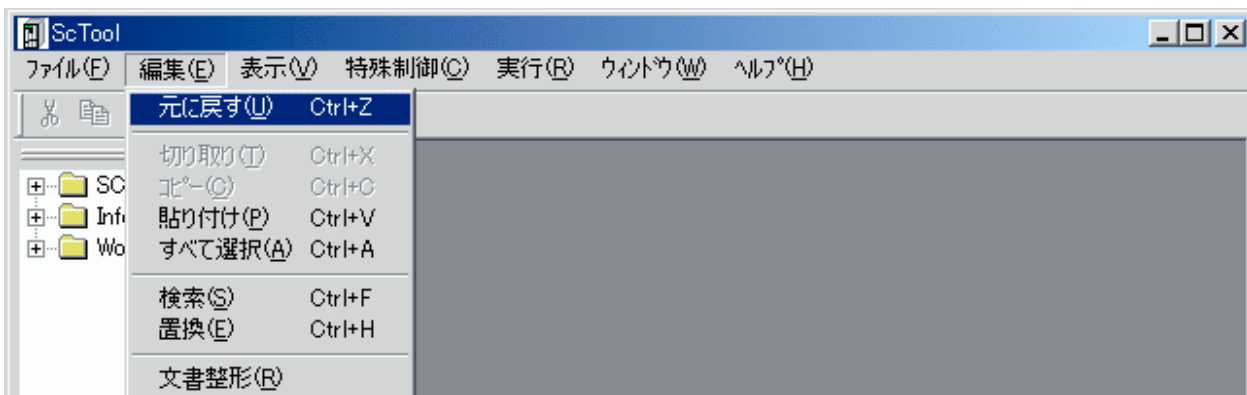 ScTool
ﾌｧｲﾙ(F) 編集(E) 表示(V) 特殊制御(C) 実行(R) ｳｨﾝﾄﾞｳ(W) ﾍﾙﾌﾟ(H)
元に戻す(U) Ctrl+Z
切り取り(T) Ctrl+X
SC ｺﾋﾟｰ(C) Ctrl+C
Inf 貼り付け(P) Ctrl+V
Wo すべて選択(A) Ctrl+A
検索(S) Ctrl+F
置換(E) Ctrl+H
文書整形(R)